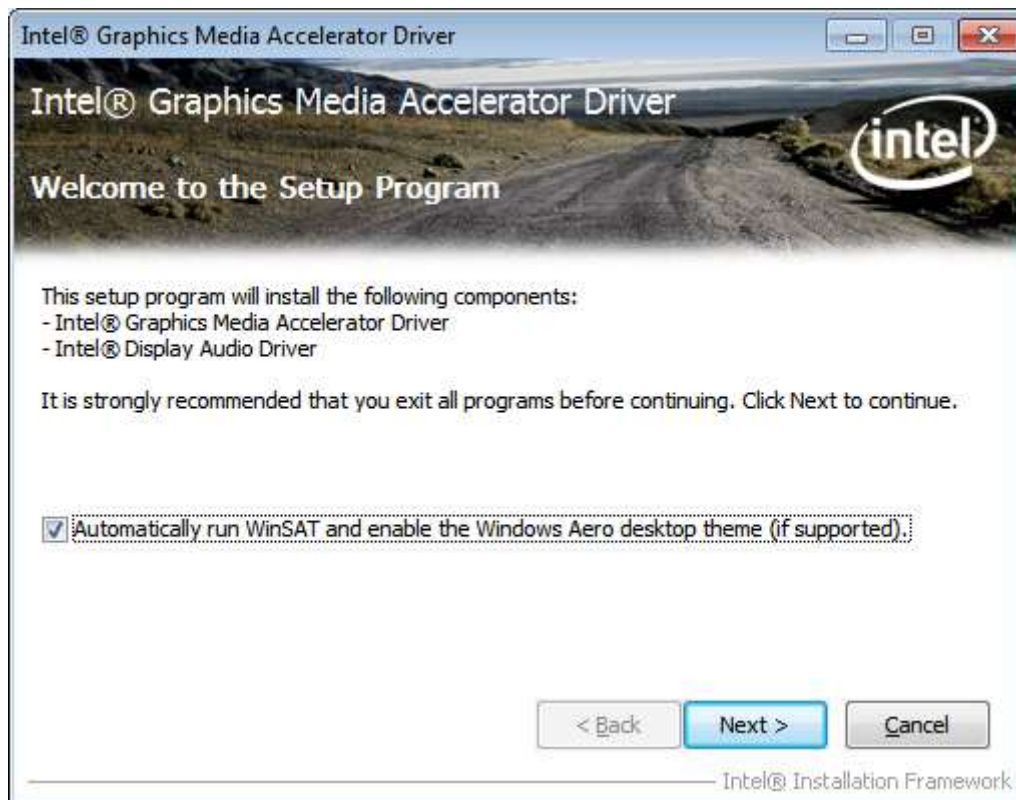 Intel® Graphics Media Accelerator Driver
Intel® Graphics Media Accelerator Driver
intel
Welcome to the Setup Program
This setup program will install the following components:
- Intel® Graphics Media Accelerator Driver
- Intel® Display Audio Driver
It is strongly recommended that you exit all programs before continuing. Click Next to continue.
Automatically run WinSAT and enable the Windows Aero desktop theme (if supported).
< Back Next > Cancel
Intel® Installation Framework